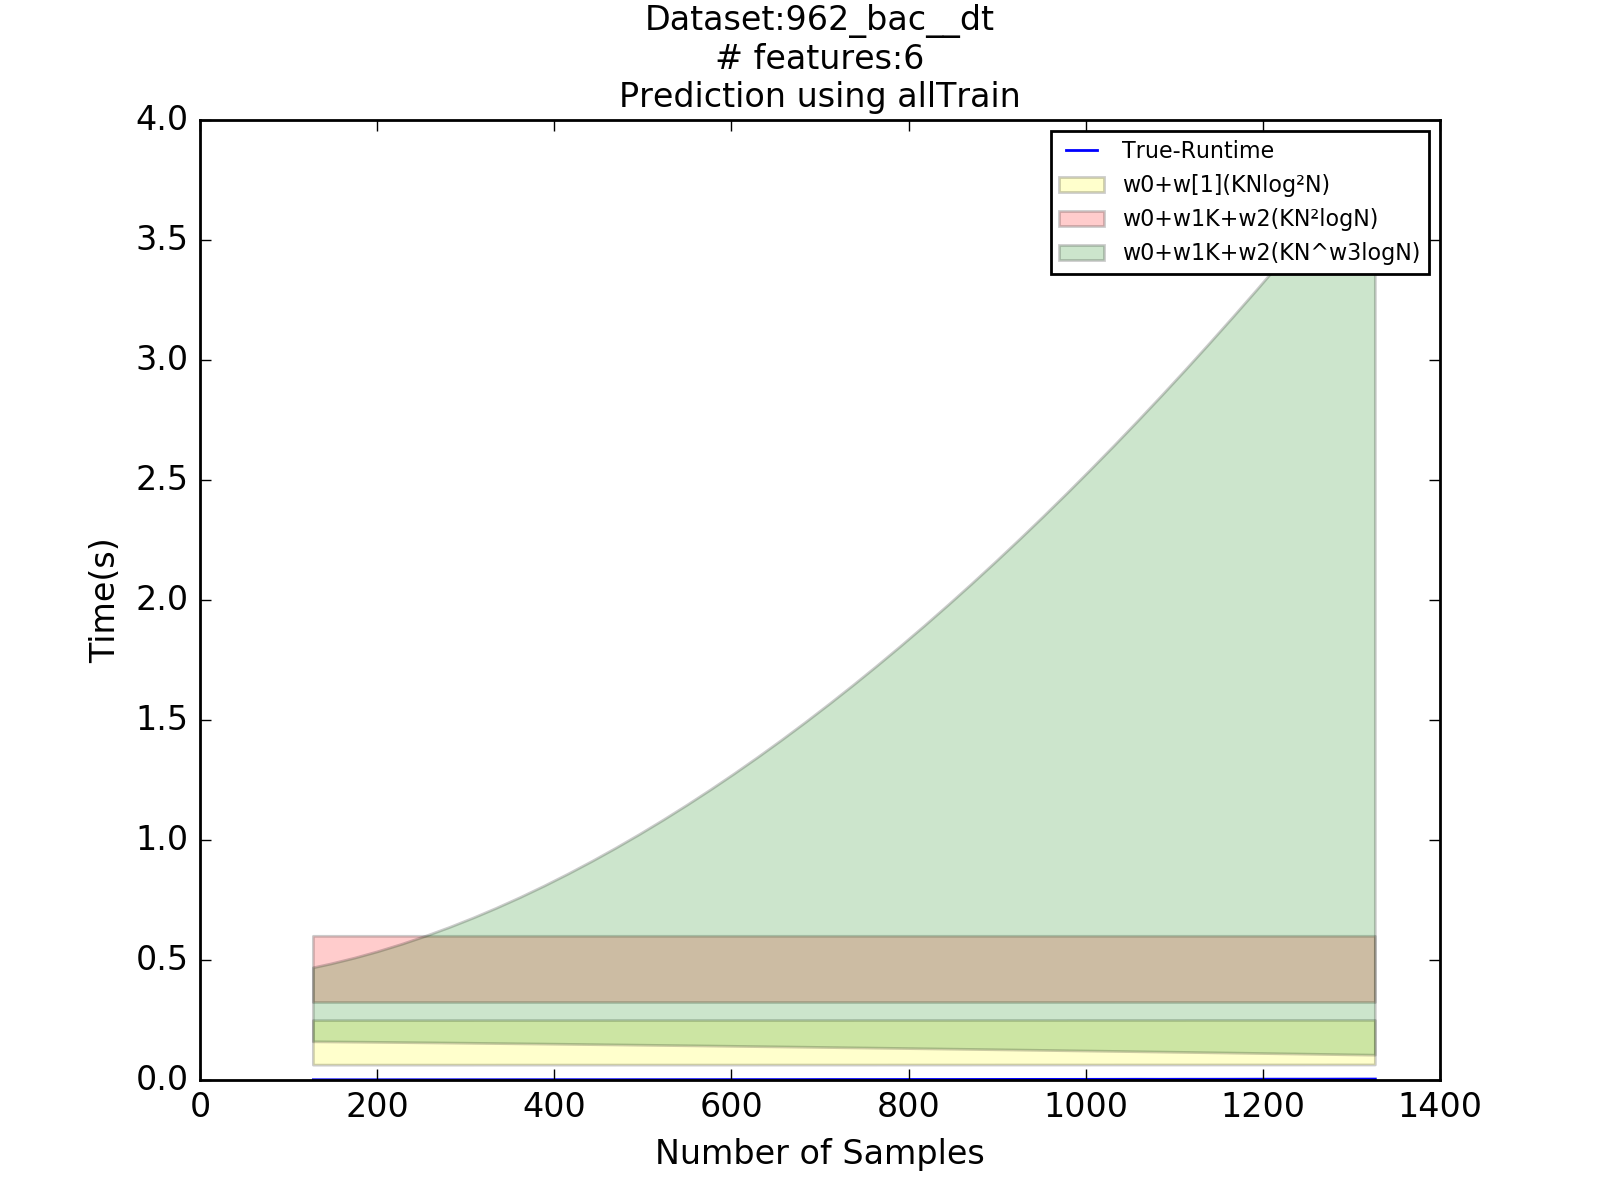 Dataset:962_bac__dt
# features:6
Prediction using allTrain
4.0
3.5
3.0
2.5
2.0
1.5
1.0
0.5
0.0
Time(s)
True-Runtime
w0+w[1](KNlog²N)
w0+w1K+w2(KN²logN)
w0+w1K+w2(KN^w3logN)
0 200 400 600 800 1000 1200 1400
Number of Samples